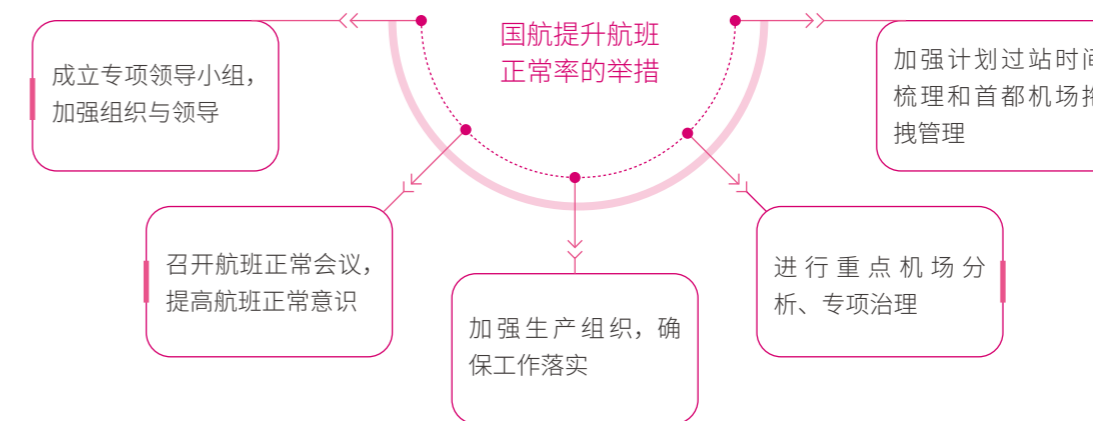 国航提升航班
正常率的举措
成立专项领导小组，
加强组织与领导
召开航班正常会议，
提高航班正常意识
加强生产组织，确
保工作落实
进行重点机场分
析、专项治理
加强计划过站时间
梳理和首都机场
拽管理